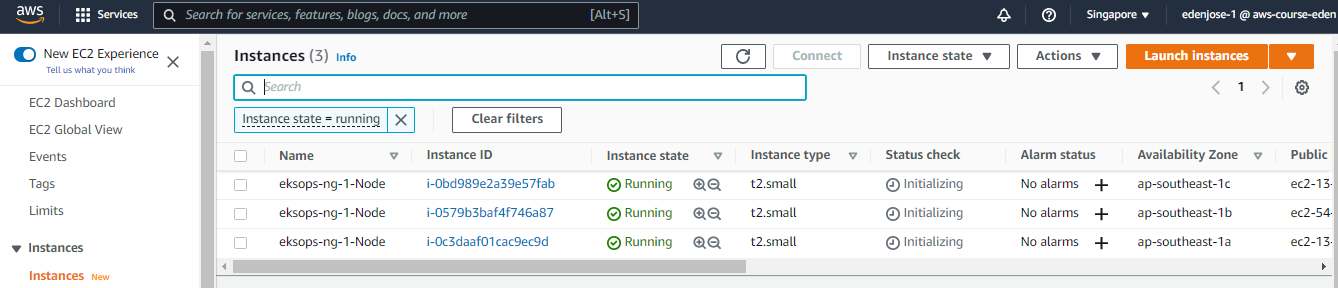 aws Services Search for services, features, blogs, docs, and more [Alt+S] Singapore edenjose-1 @ aws-course-eden
New EC2 Experience
Tell us what you think
EC2 Dashboard
EC2 Global View
Events
Tags
Limits
Instances
Instances New
Instances (3) Info Connect Instance state Actions Launch instances
Search
1
Instance state = running Clear filters
Name Instance ID Instance state Instance type Status check Alarm status Availability Zone Public
eksops-ng-1-Node i-0bd989e2a39e57fab Running t2.small Initializing No alarms + ap-southeast-1c ec2-13-
eksops-ng-1-Node i-0579b3baf4f746a87 Running t2.small Initializing No alarms + ap-southeast-1b ec2-54-
eksops-ng-1-Node i-0c3daaf01cac9ec9d Running t2.small Initializing No alarms + ap-southeast-1a ec2-13-